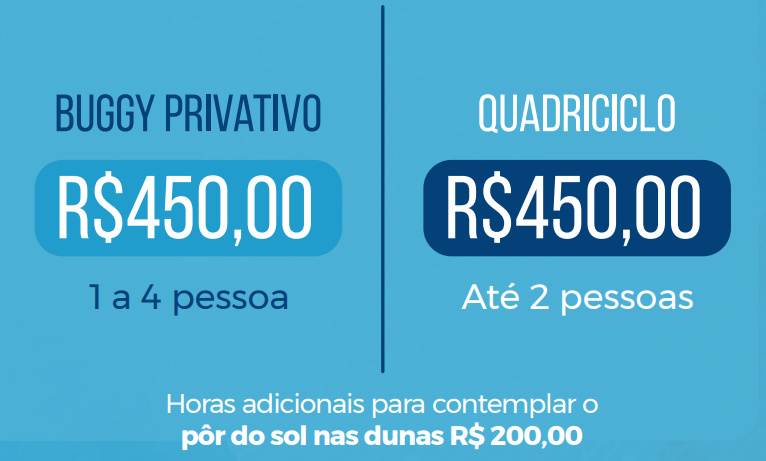 BUGGY PRIVATIVO
R$450,00
1 a 4 pessoa
QUADRICICLO
R$450,00
Até 2 pessoas
Horas adicionais para contemplar o
pôr do sol nas dunas R$ 200,00